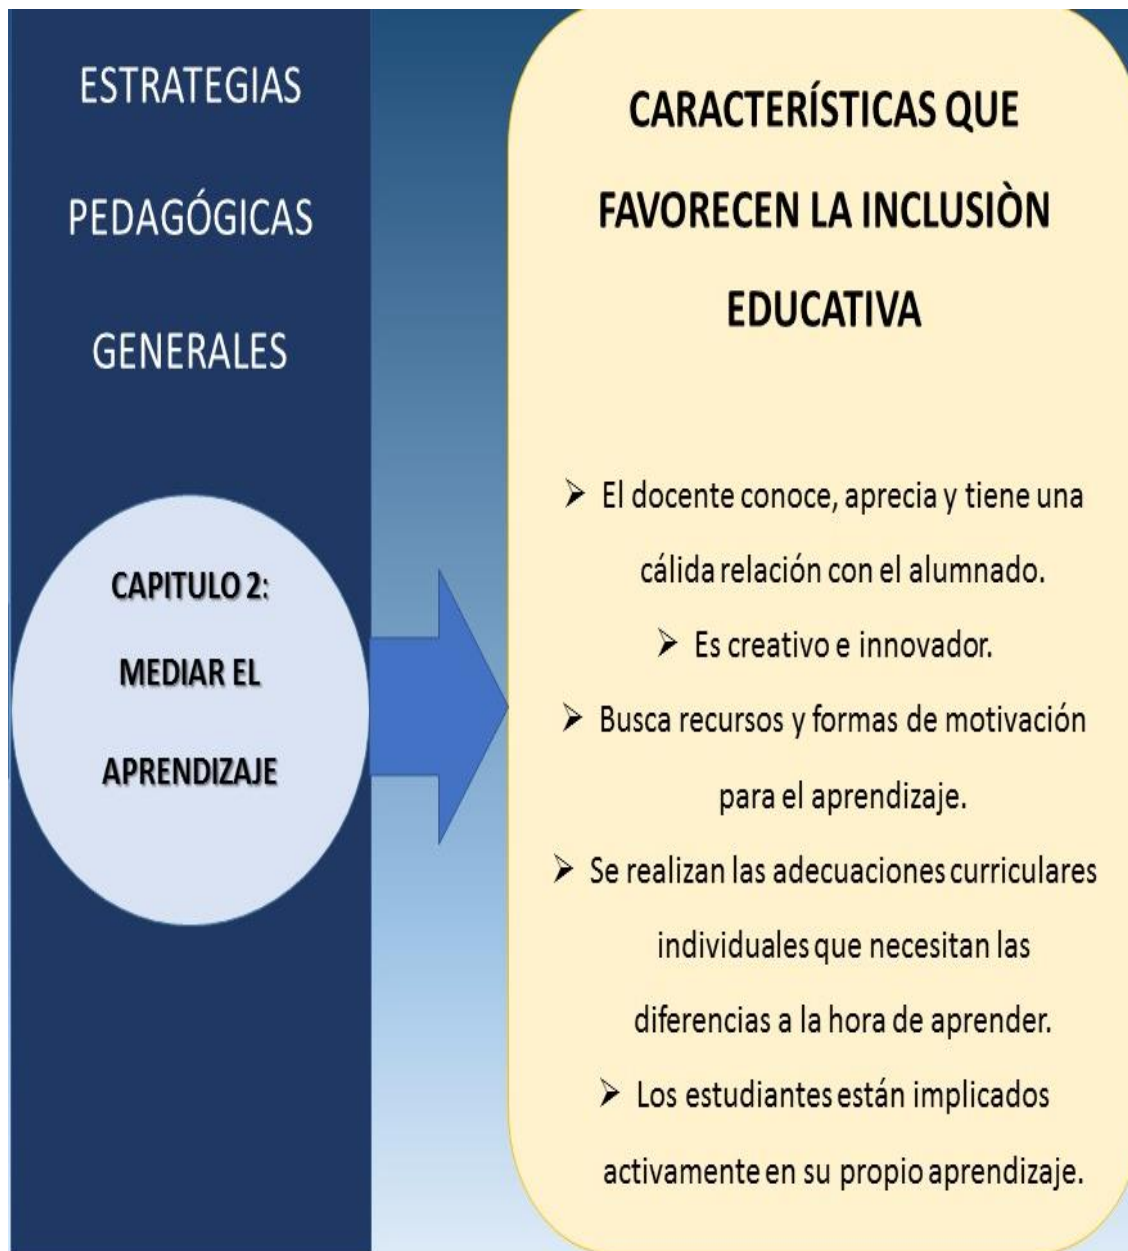 ESTRATEGIAS
PEDAGÓGICAS
GENERALES
CAPITULO 2:
MEDIAR EL
APRENDIZAJE
CARACTERÍSTICAS QUE
FAVORECEN LA INCLUSIÒN
EDUCATIVA
➢ El docente conoce, aprecia y tiene una
cálida relación con el alumnado.
➢ Es creativo e innovador.
➢ Busca recursos y formas de motivación
para el aprendizaje.
➢ Se realizan las adecuaciones curriculares
individuales que necesitan las
diferencias a la hora de aprender.
➢ Los estudiantes están implicados
activamente en su propio aprendizaje.